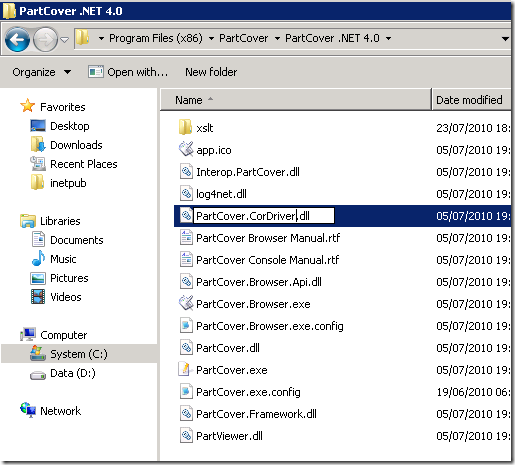 PartCover .NET 4.0
Program Files (x86) PartCover PartCover .NET 4.0
Organize Open with... New folder
Favorites
Desktop
Downloads
Recent Places
inetpub
Libraries
Documents
Music
Pictures
Videos
Computer
System (C:)
Data (D:)
Network
Name Date modified
xslt 23/07/2010 18:
app.ico 05/07/2010 19:
Interop.PartCover.dll 05/07/2010 19:
log4net.dll 05/07/2010 19:
PartCover.CorDriver.dll 05/07/2010 19:
PartCover Browser Manual.rtf 05/07/2010 19:
PartCover Console Manual.rtf 05/07/2010 19:
PartCover.Browser.Api.dll 05/07/2010 19:
PartCover.Browser.exe 05/07/2010 19:
PartCover.Browser.exe.config 05/07/2010 19:
PartCover.dll 05/07/2010 19:
PartCover.exe 05/07/2010 19:
PartCover.exe.config 19/06/2010 06:
PartCover.Framework.dll 05/07/2010 19:
PartViewer.dll 05/07/2010 19: